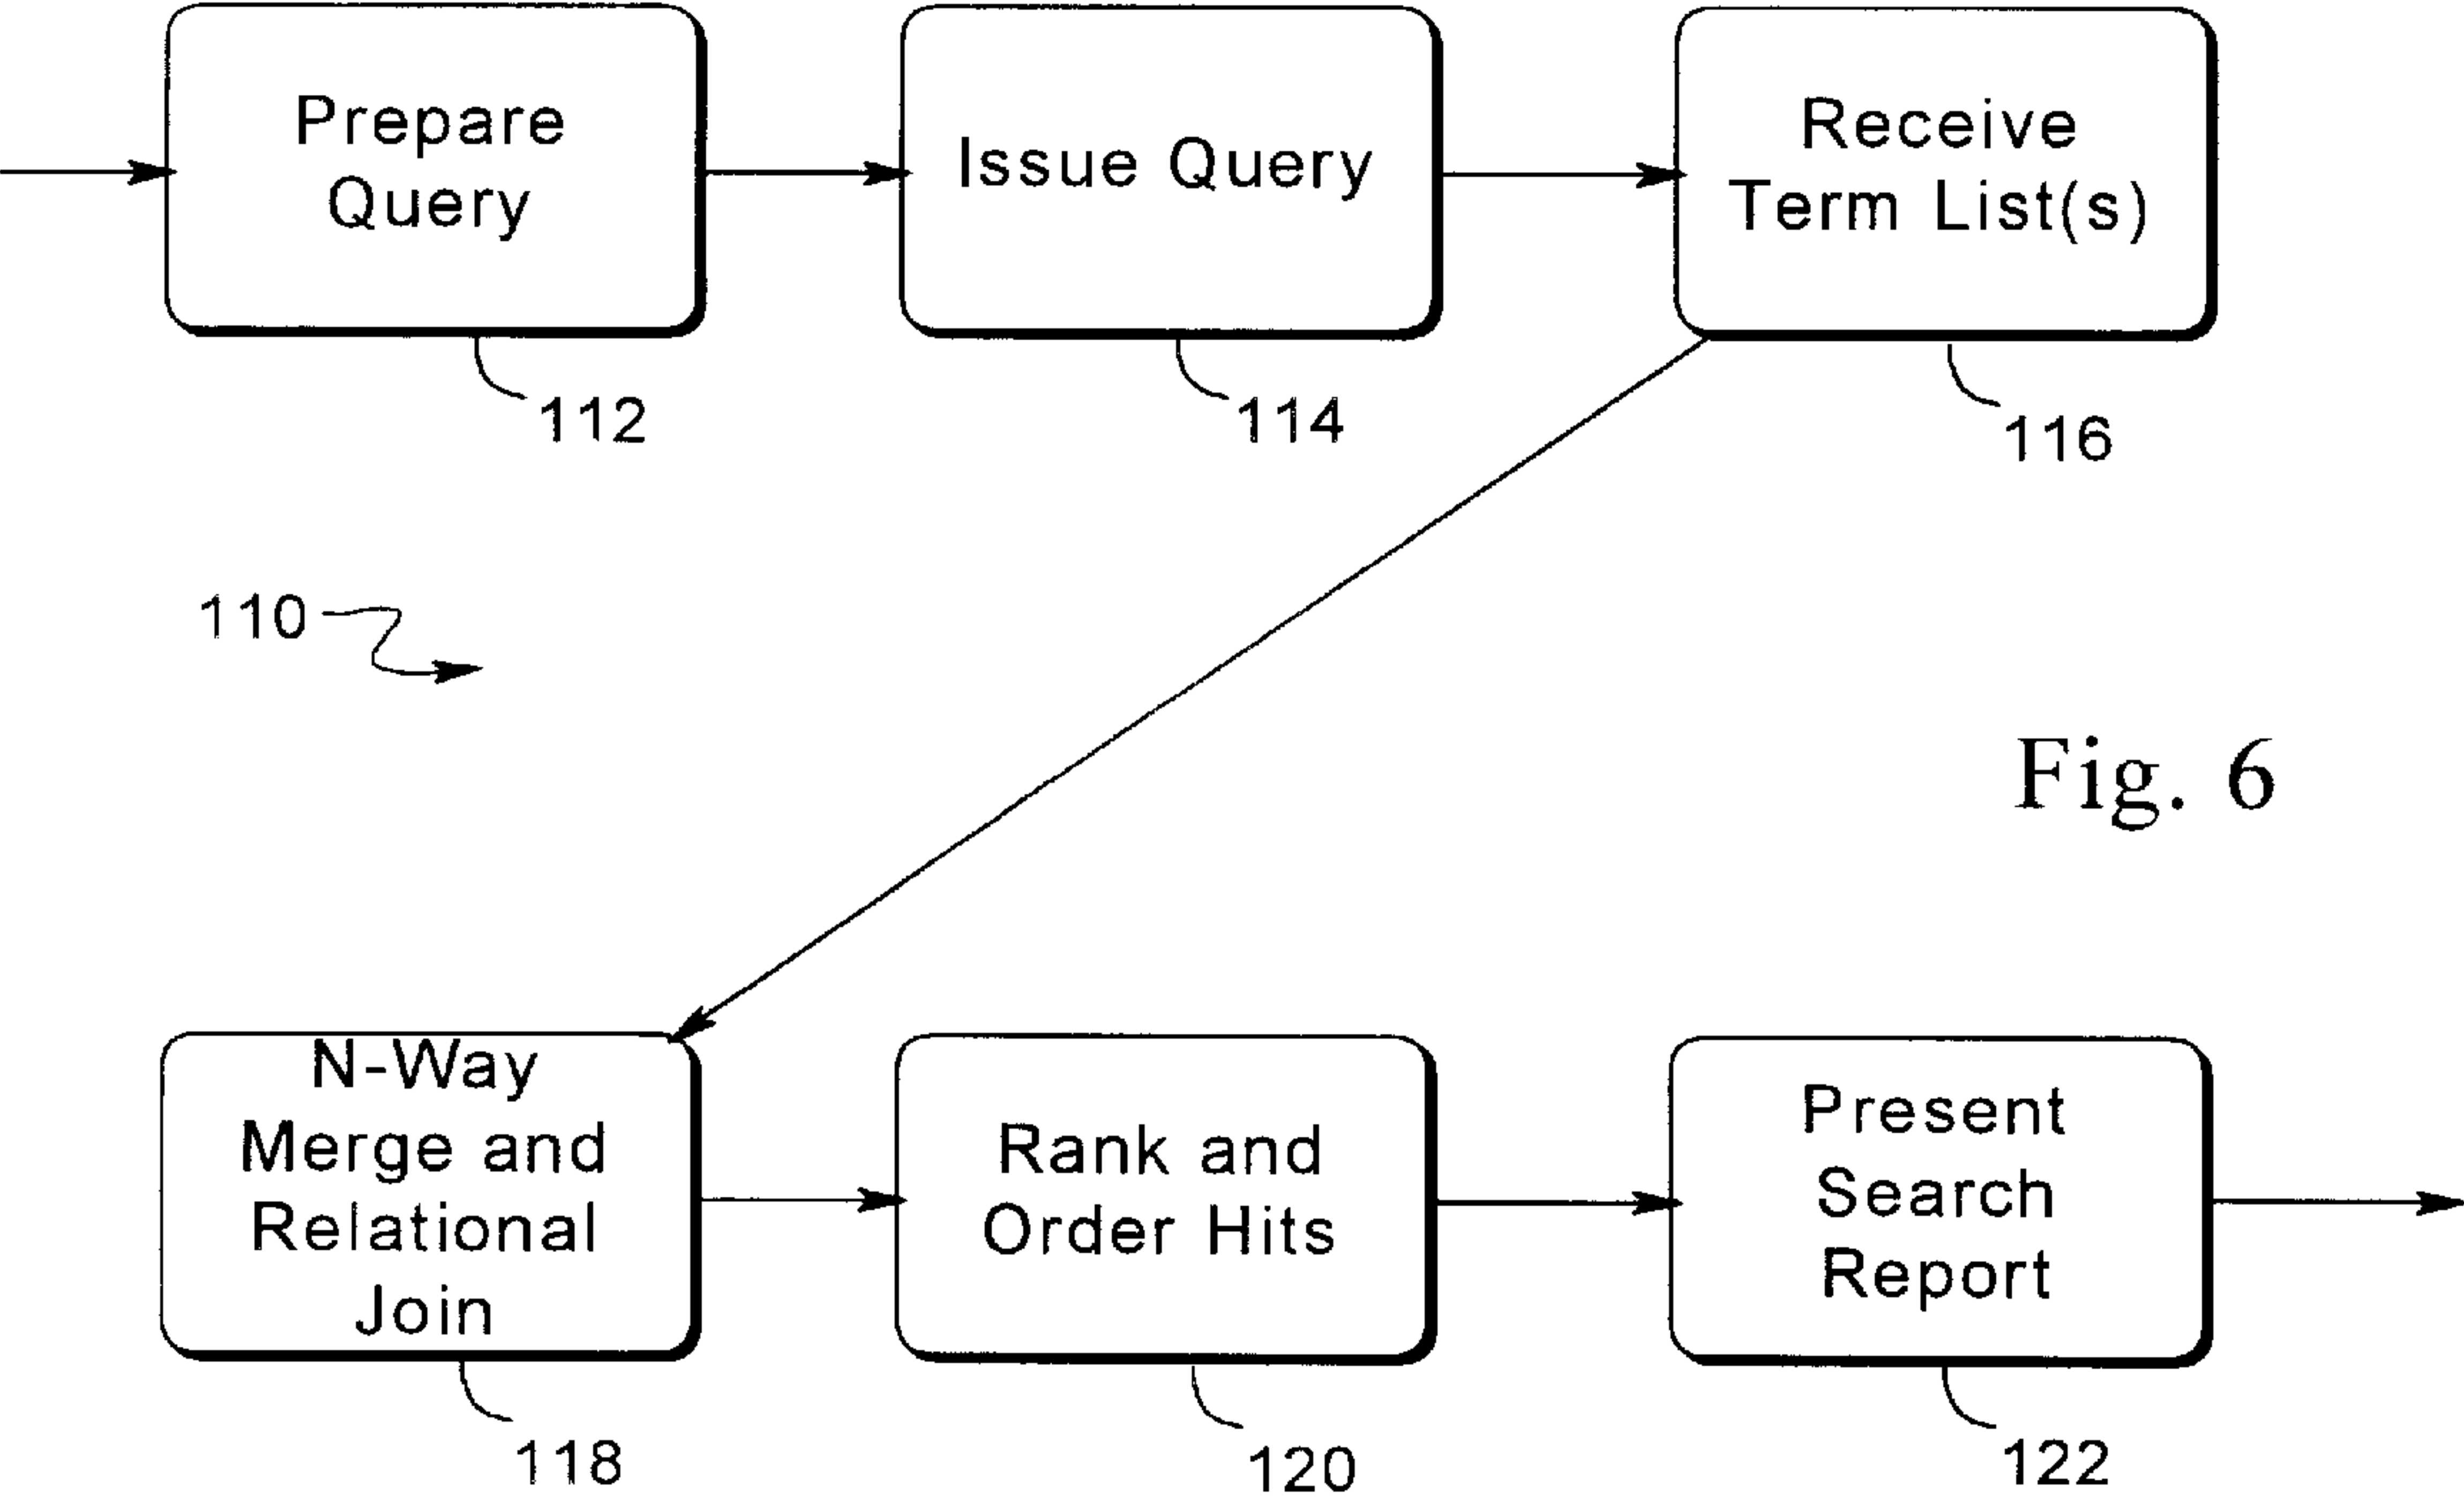 Prepare
Query
Issue Query
Receive
Term List(s)
112
114
116
110
Fig. 6
N-Way
Merge and
Relational
Join
Rank and
Order Hits
Present
Search
Report
118
120
122